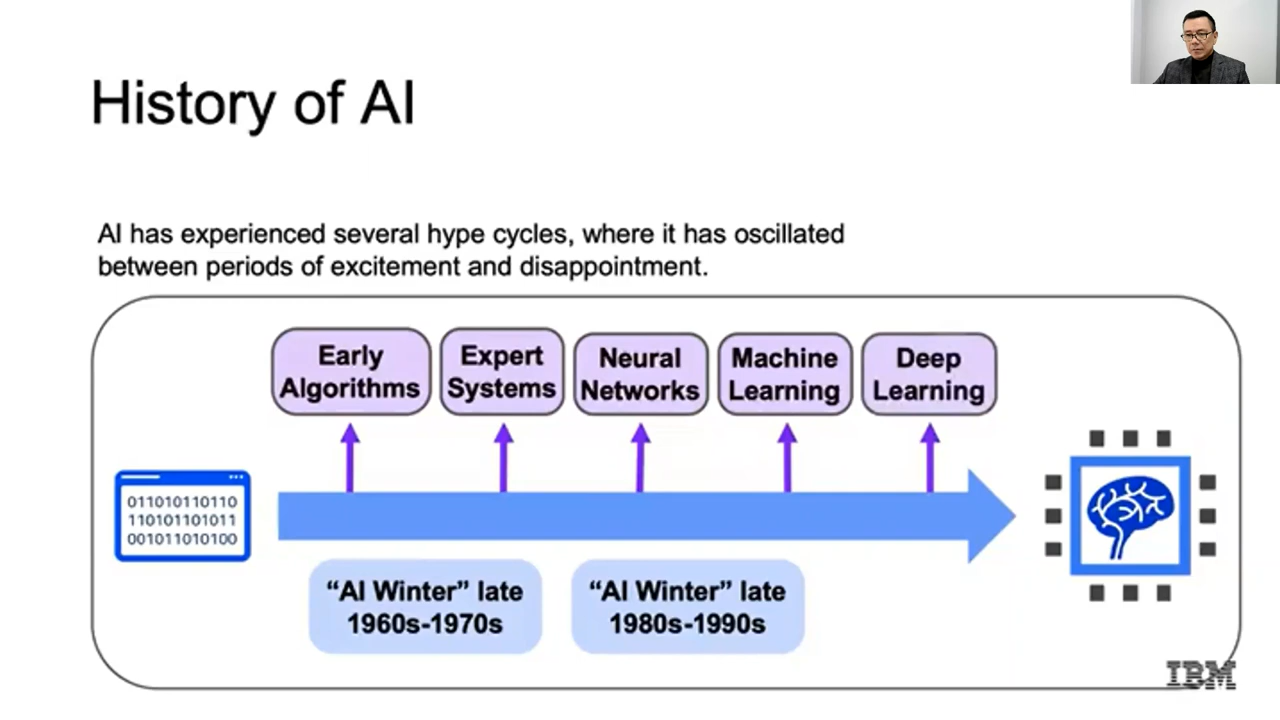 History of AI
AI has experienced several hype cycles, where it has oscillated
between periods of excitement and disappointment.
Early
Algorithms
Expert
Systems
Neural
Networks
Machine
Learning
Deep
Learning
011010110110
110101101011
001011010100
“AI Winter” late
1960s-1970s
“AI Winter” late
1980s-1990s
IBM